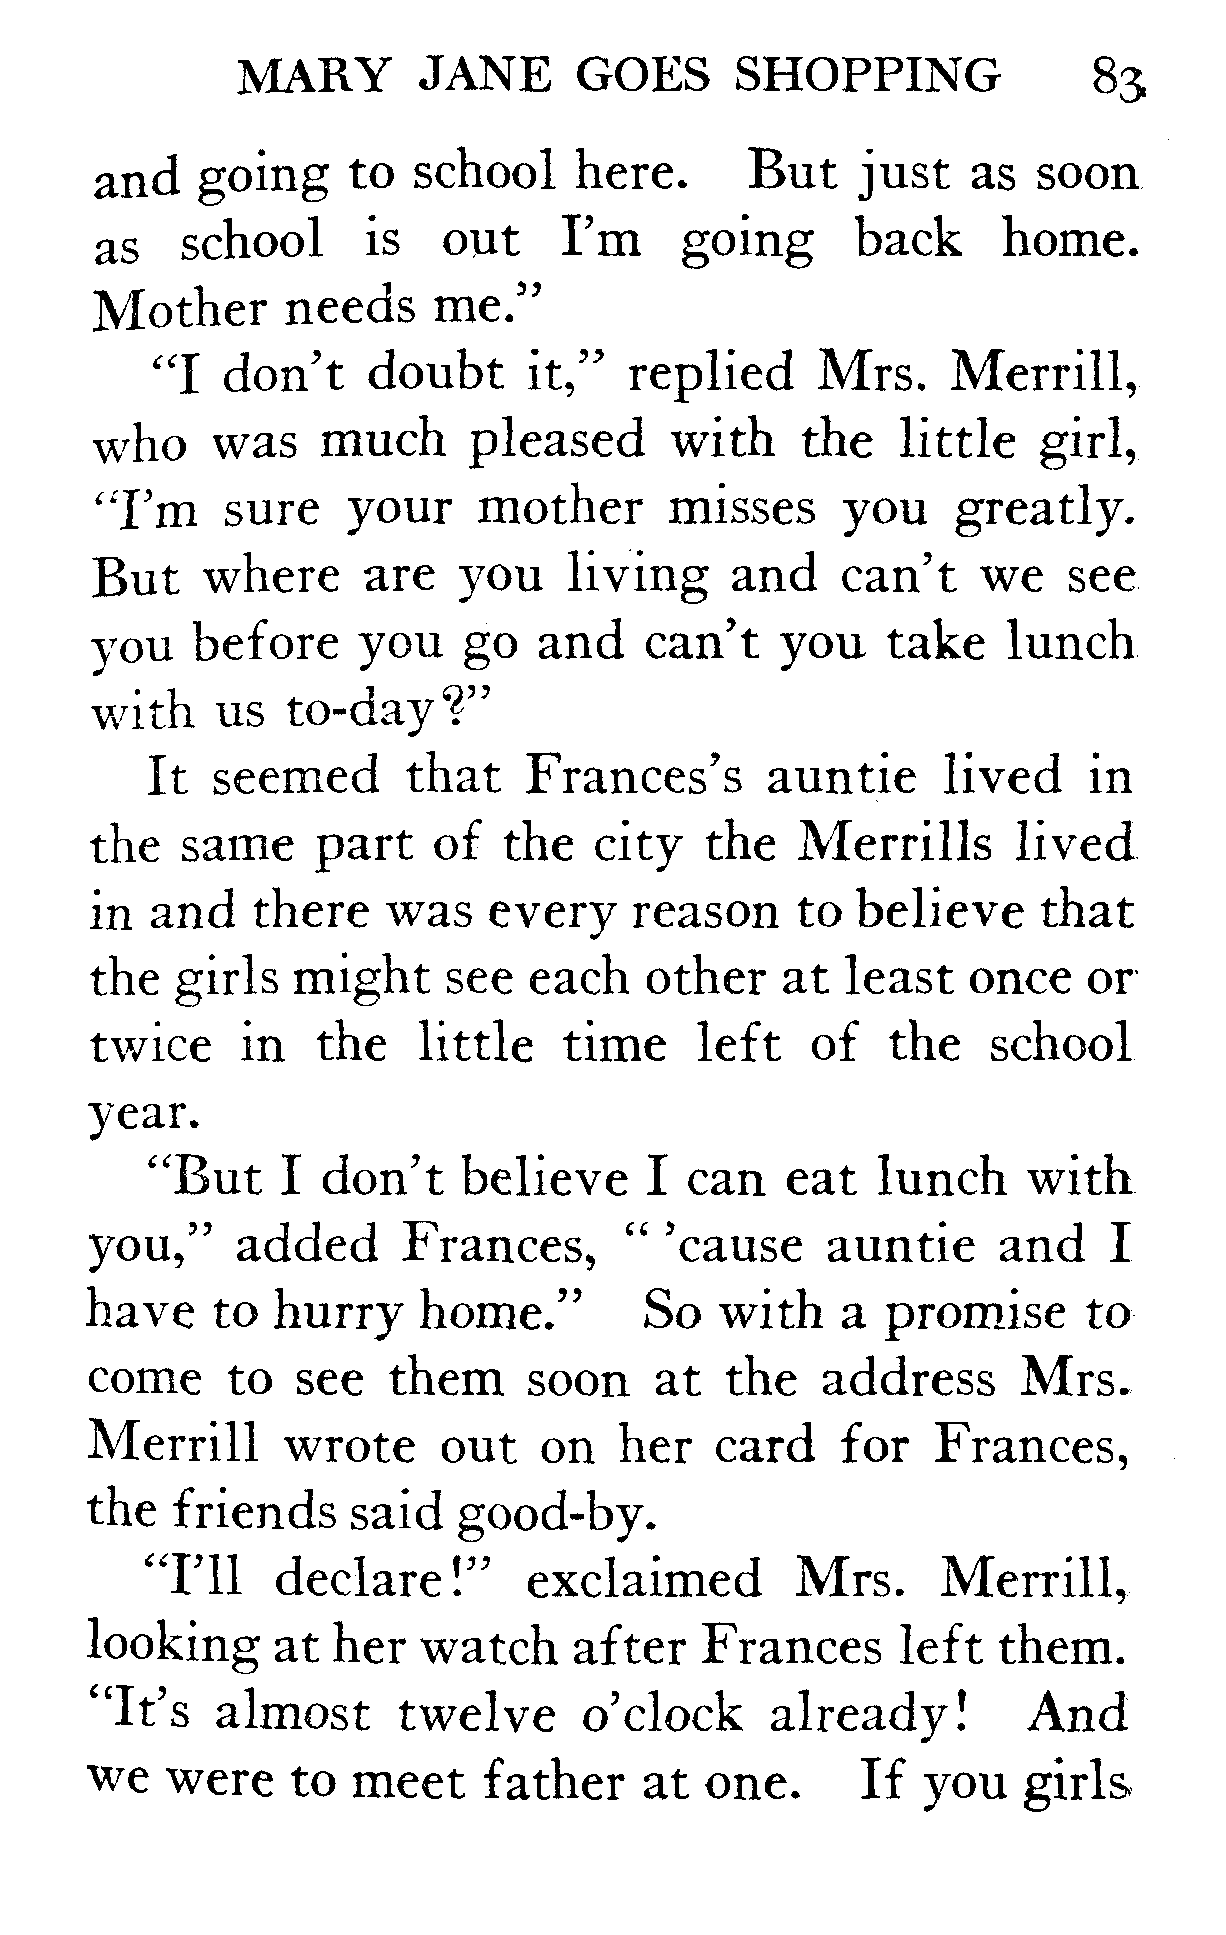 MARY JANE GOES SHOPPING 83
and going to school here. But just as soon
as school is out I'm going back home.
Mother needs me."
"I don't doubt it," replied Mrs. Merrill,
who was much pleased with the little girl,
"I'm sure your mother misses you greatly.
But where are you living and can't we see
you before you go and can't you take lunch
with us to-day?"
It seemed that Frances's auntie lived in
the same part of the city the Merrills lived
in and there was every reason to believe that
the girls might see each other at least once or
twice in the little time left of the school
year.
"But I don't believe I can eat lunch with
you," added Frances, " 'cause auntie and I
have to hurry home." So with a promise to
come to see them soon at the address Mrs.
Merrill wrote out on her card for Frances,
the friends said good-by.
"I'll declare!" exclaimed Mrs. Merrill,
looking at her watch after Frances left them.
"It's almost twelve o'clock already! And
we were to meet father at one. If you girls